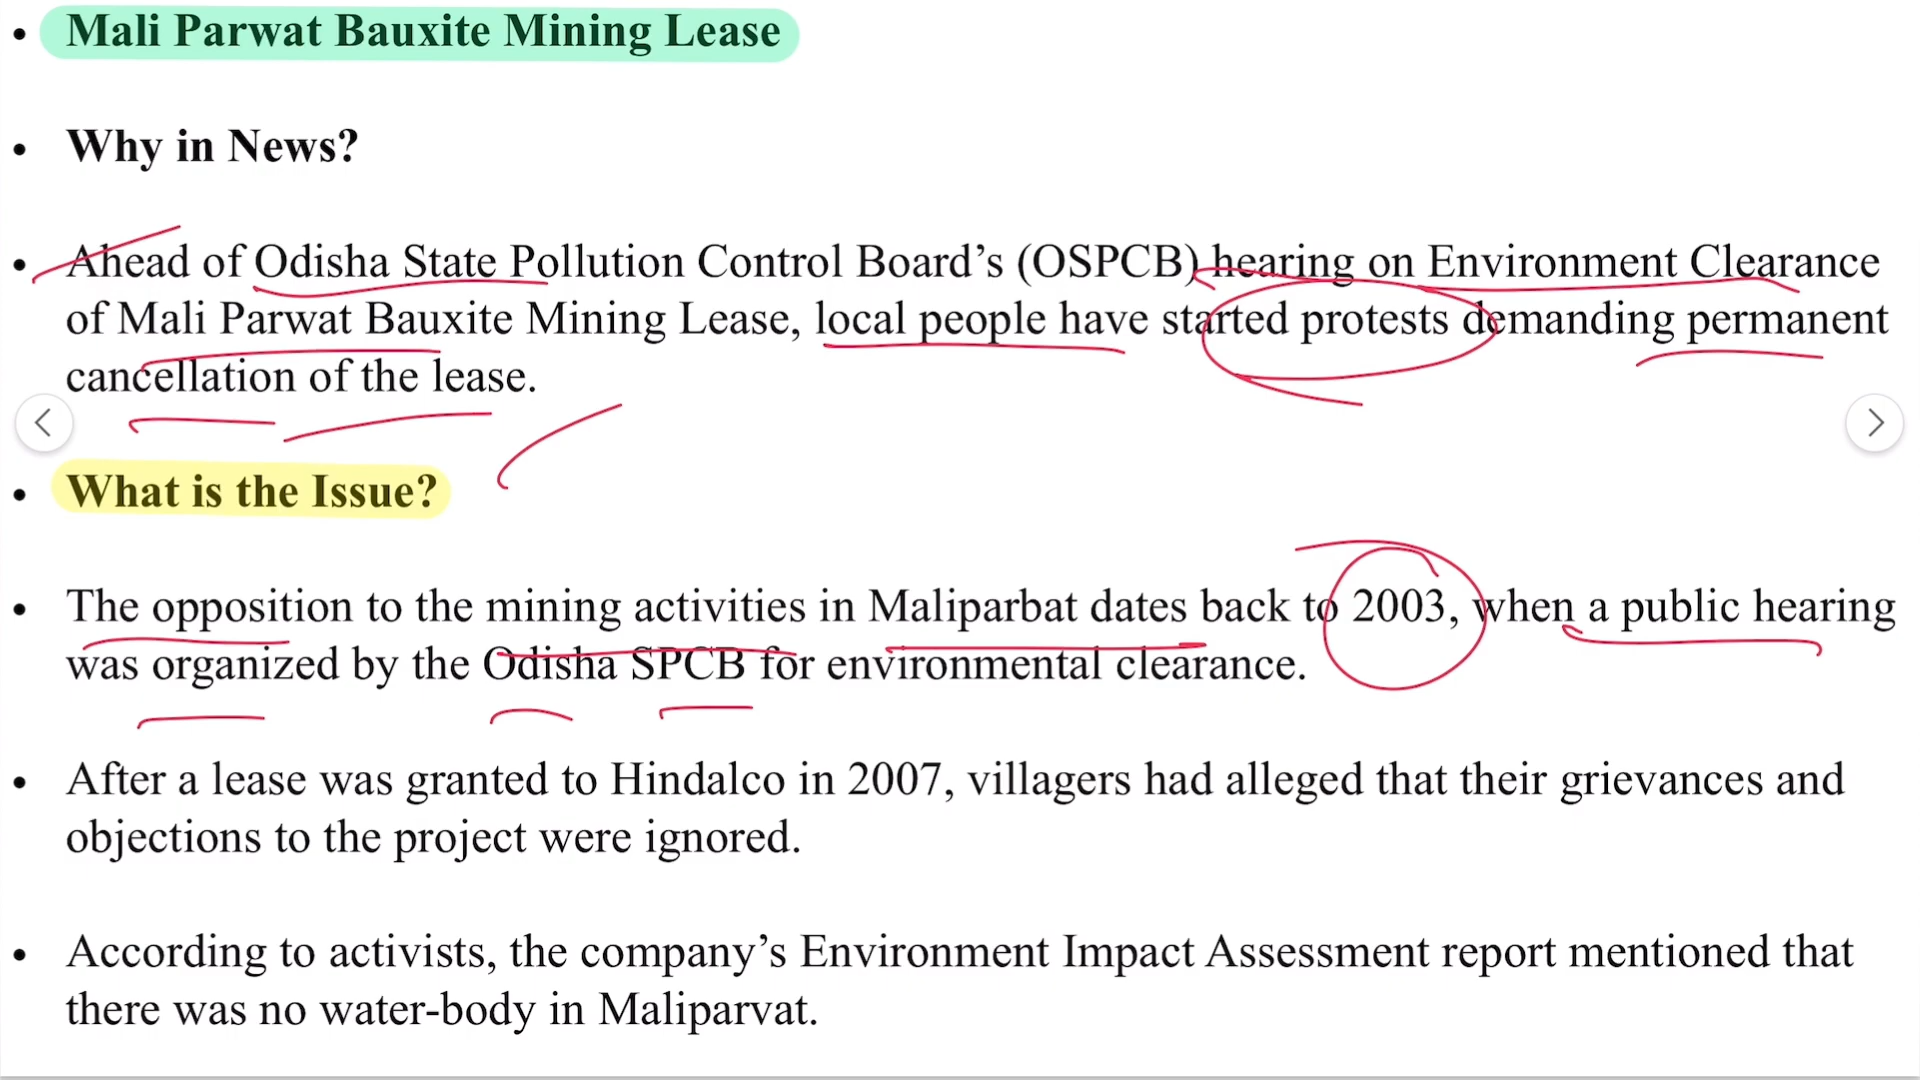 • Mali Parwat Bauxite Mining Lease
• Why in News?
• Ahead of Odisha State Pollution Control Board’s (OSPCB) hearing on Environment Clearance
of Mali Parwat Bauxite Mining Lease, local people have started protests demanding permanent
cancellation of the lease.
• What is the Issue?
• The opposition to the mining activities in Maliparbat dates back to 2003, when a public hearing
was organized by the Odisha SPCB for environmental clearance.
• After a lease was granted to Hindalco in 2007, villagers had alleged that their grievances and
objections to the project were ignored.
• According to activists, the company’s Environment Impact Assessment report mentioned that
there was no water-body in Maliparvat.